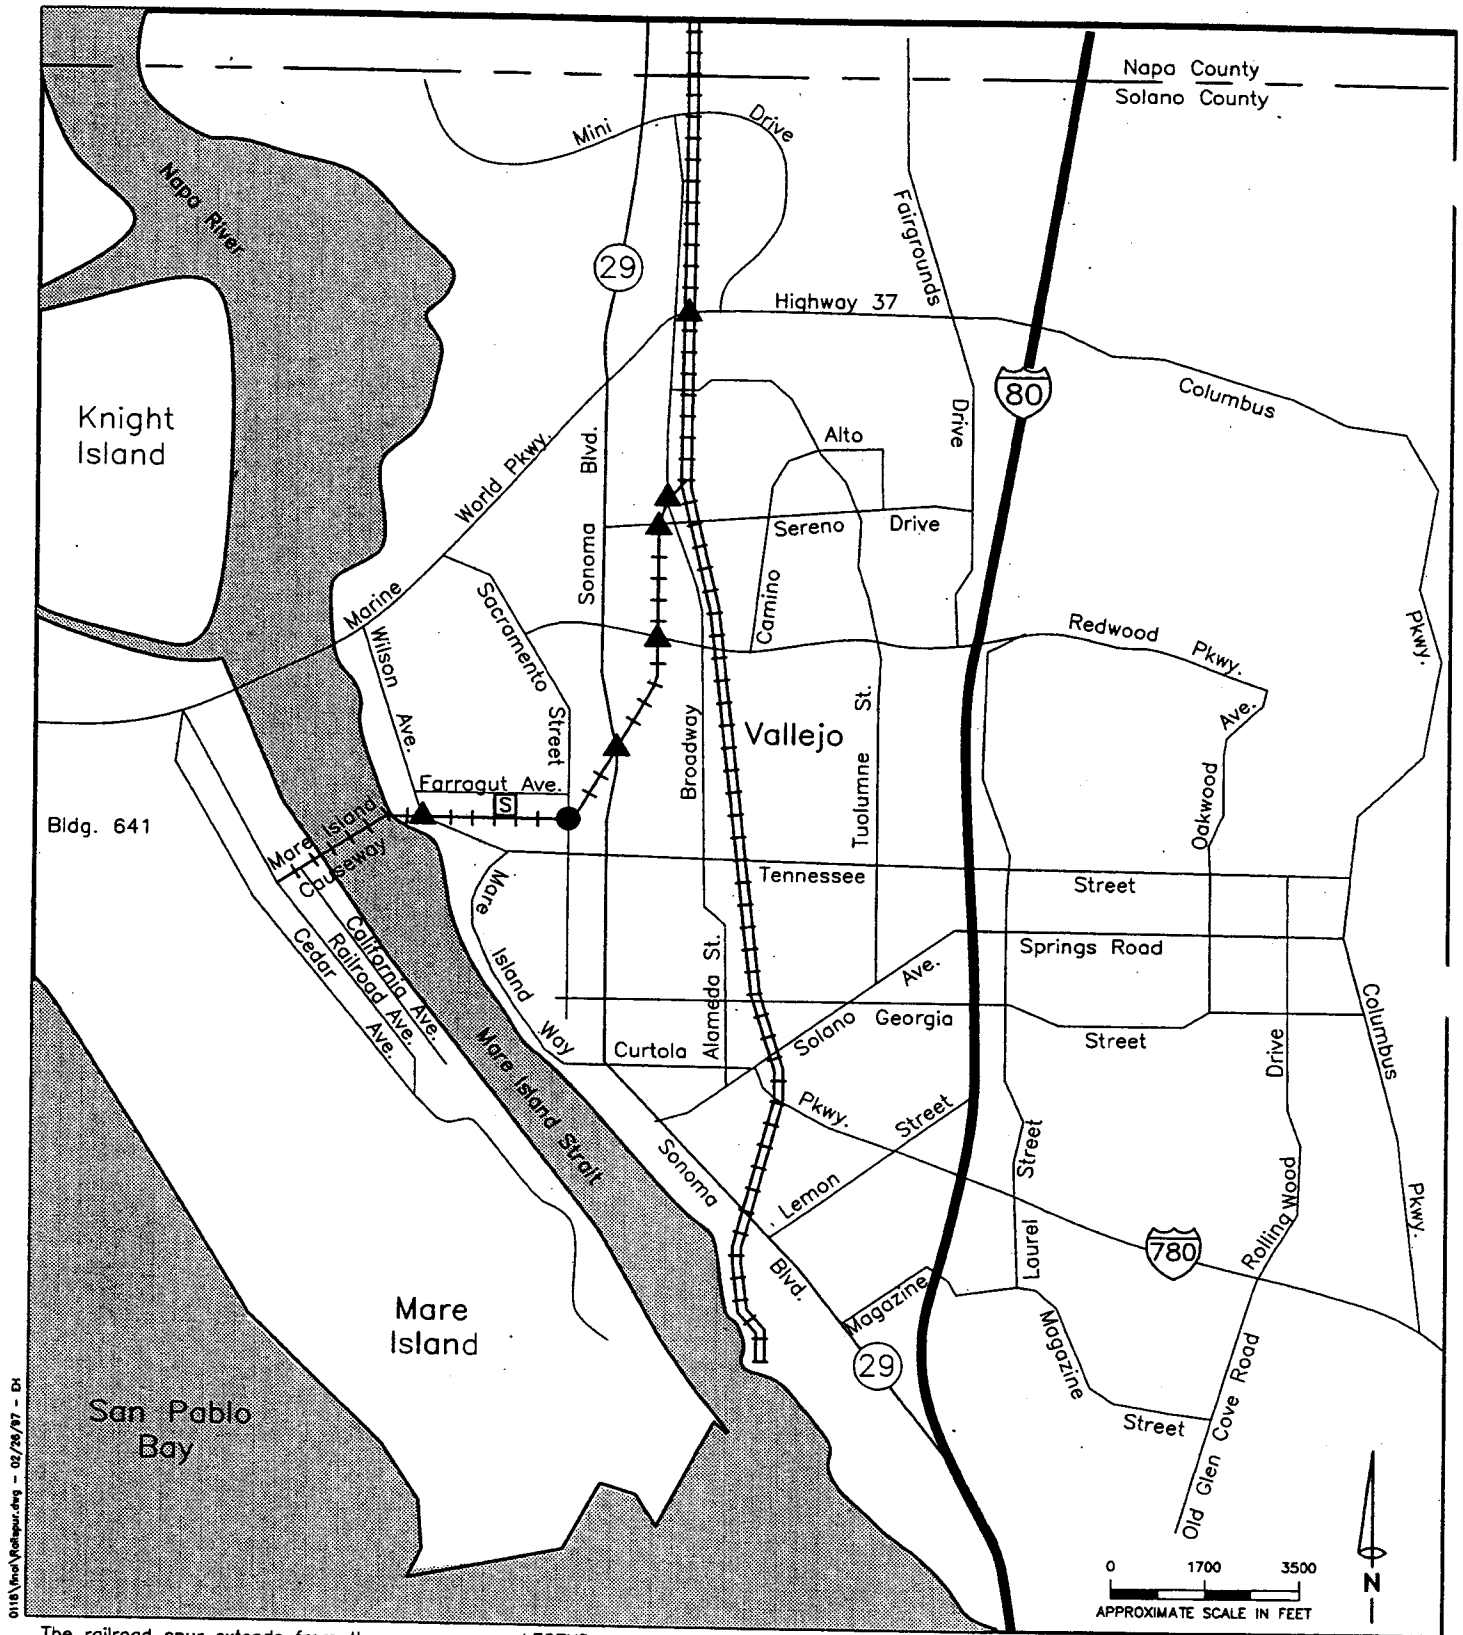 Napa County
Solano County
Mini Drive
Napa River
Fairgrounds
29
Highway 37
80
Columbus
Knight
Island
Drive
Alto
World Pkwy.
Blvd.
Sereno Drive
Sonoma
Marine
Sacramento
Camino
Redwood Pkwy.
Pkwy.
Wilson
Ave.
Street
Broadway
Vallejo
St.
Tuolumne
Ave.
Oakwood
Farragut Ave.
S
Bldg. 641
Mare Island
Causeway
Mare
Island
Way
Tennessee Street
Springs Road
California Ave.
Railroad Ave.
Cedar
Ave.
Alameda St.
Solano Ave.
Georgia
Street
Columbus
Curtola
Drive
Mare Island Strait
Pkwy.
Street
Lemon
Sonoma
Street
Laurel
780
Rolling Wood
Pkwy.
Blvd.
Magazine
Mare
Island
29
Magazine
Street
Old Glen Cove Road
San Pablo
Bay
0 1700 3500
APPROXIMATE SCALE IN FEET
N
02/26/97 - EH
The railroad spur extends from the